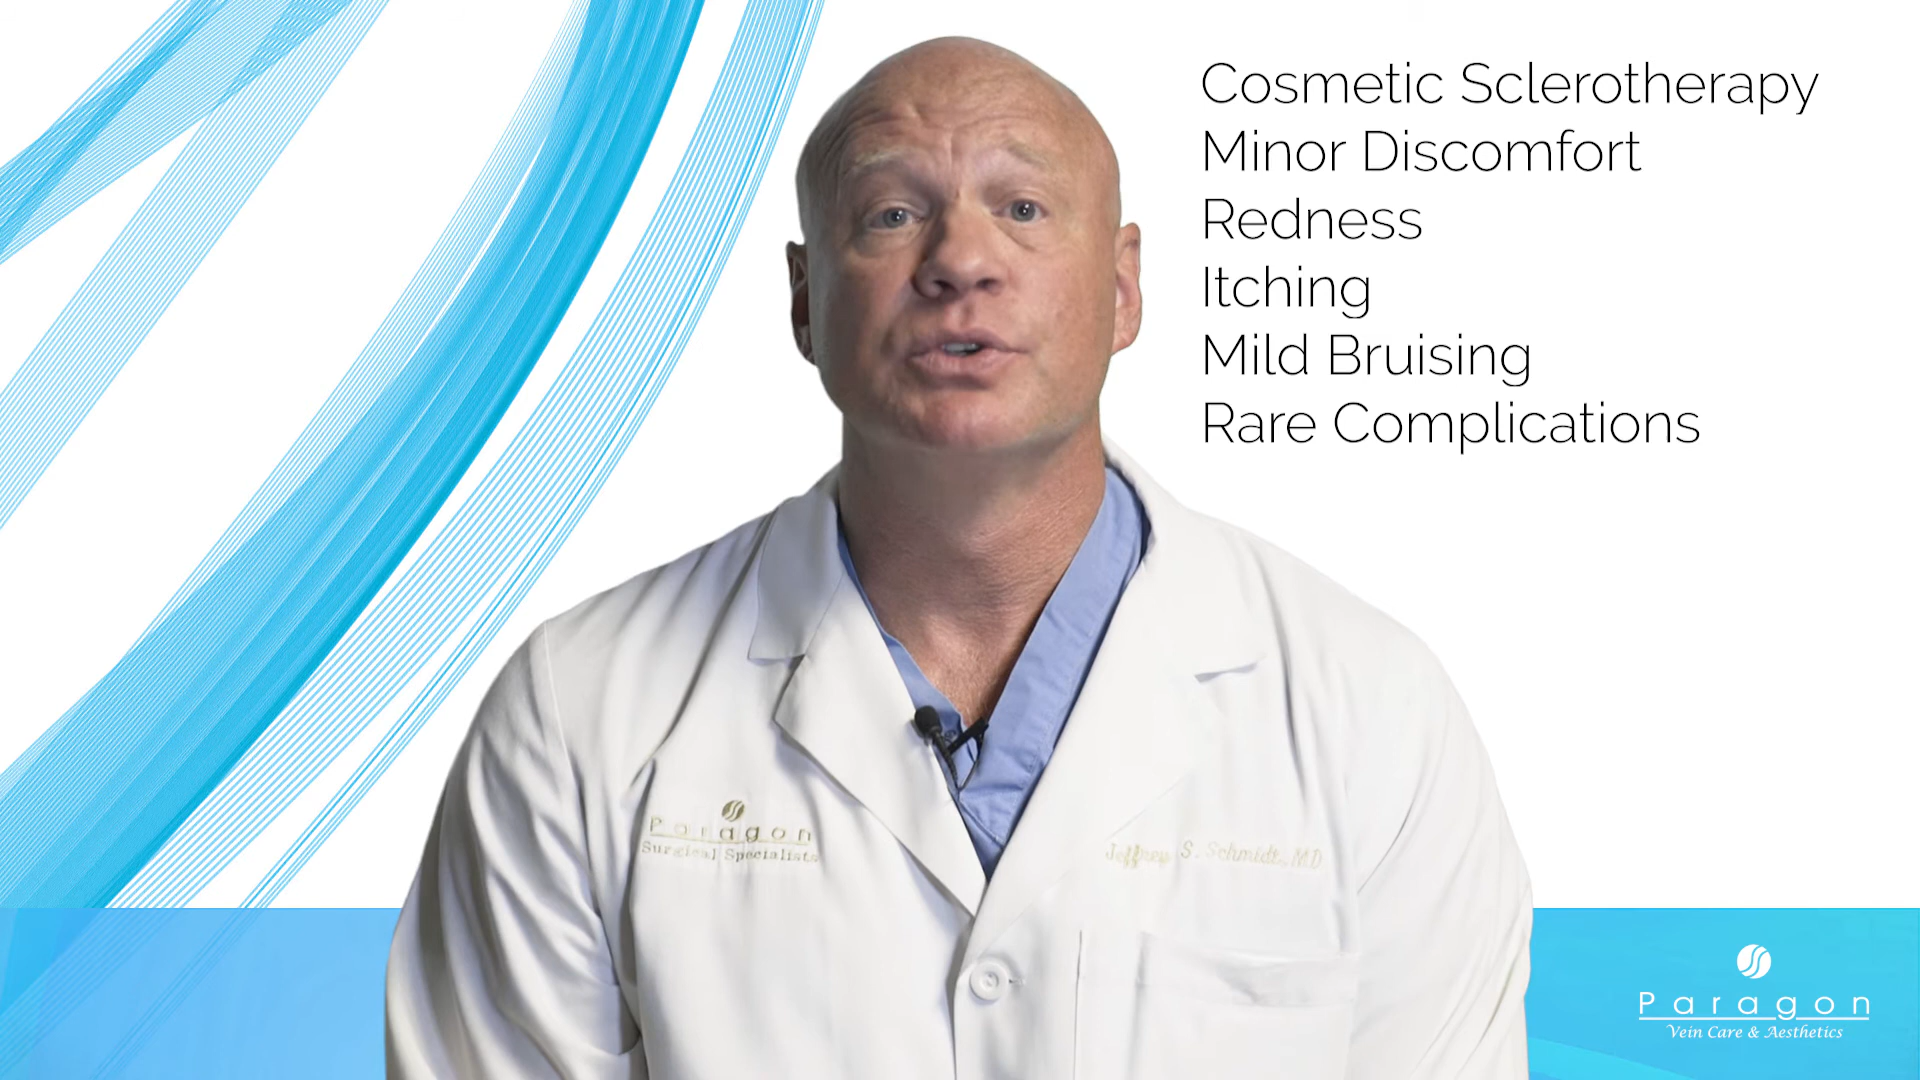 Cosmetic Sclerotherapy
Minor Discomfort
Redness
Itching
Mild Bruising
Rare Complications
Paragon
Surgical Specialists
Jeffrey S. Schmidt, MD
Paragon
Vein Care & Aesthetics